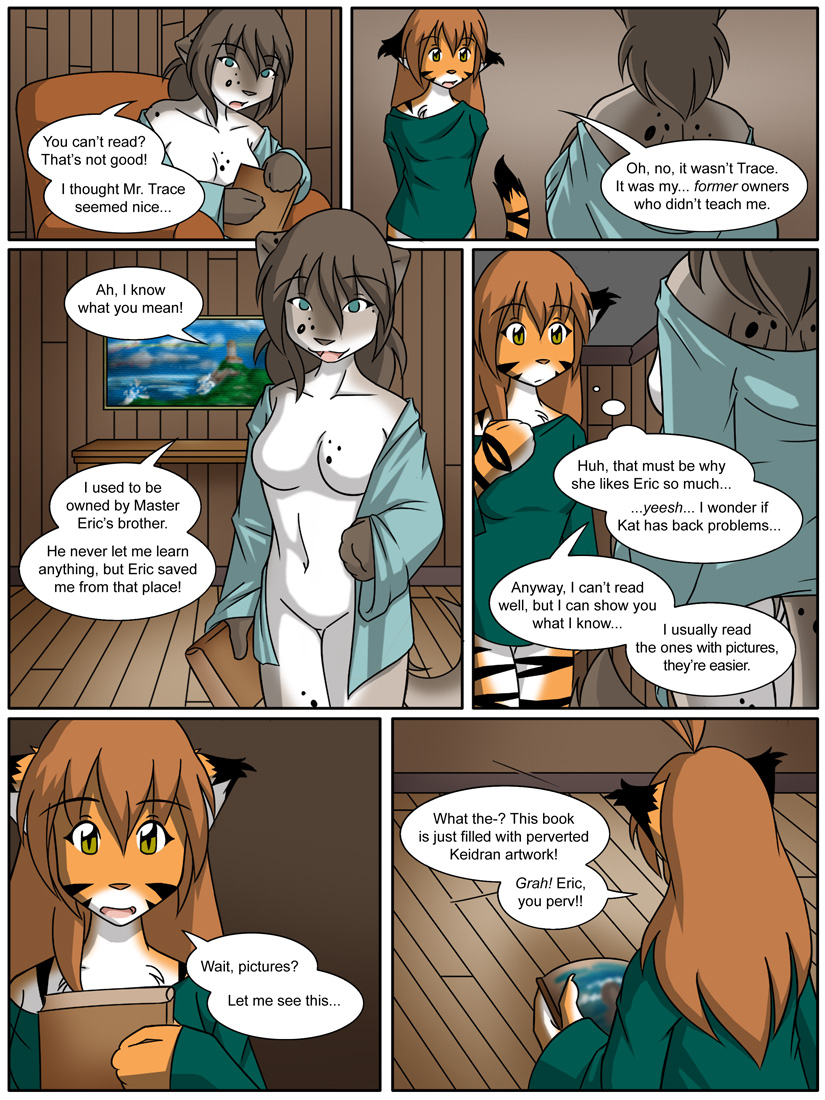 You can't read?
That's not good!
I thought Mr. Trace
seemed nice...
Oh, no, it wasn't Trace.
It was my... former owners
who didn't teach me.
Ah, I know
what you mean!
I used to be
owned by Master
Eric's brother.
He never let me learn
anything, but Eric saved
me from that place!
Huh, that must be why
she likes Eric so much...
...yeesh... I wonder if
Kat has back problems...
Anyway, I can't read
well, but I can show you
what I know...
I usually read
the ones with pictures,
they're easier.
Wait, pictures?
Let me see this...
What the-? This book
is just filled with perverted
Keidran artwork!
Grah! Eric,
you perv!!